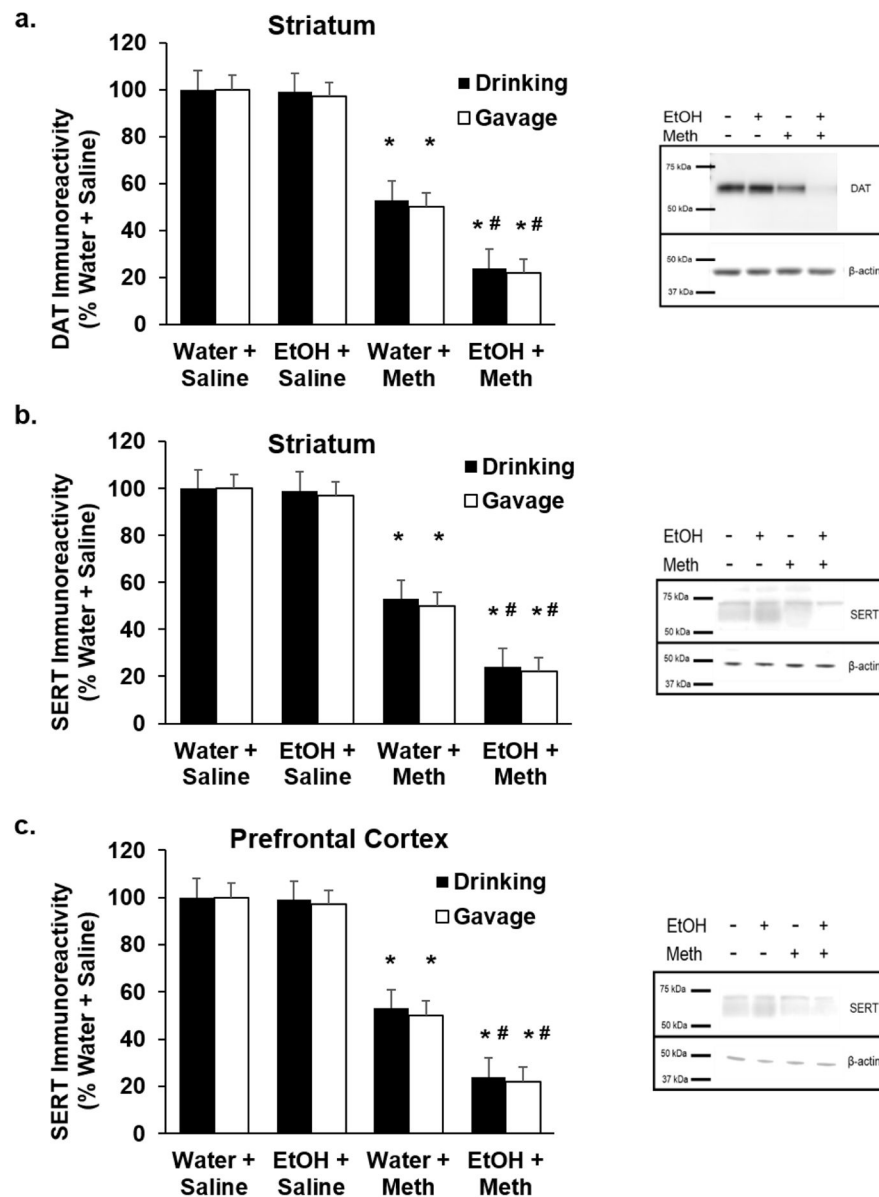 a.
Striatum
DAT Immunoreactivity
(% Water + Saline)
120
100
80
60
40
20
0
Drinking
Gavage
* *
* # * #
Water + EtOH + Water + EtOH +
Saline Saline Meth Meth
EtOH - + - +
Meth - - + +
75 kDa
DAT
50 kDa
50 kDa
β-actin
37 kDa
b.
Striatum
SERT Immunoreactivity
(% Water + Saline)
120
100
80
60
40
20
0
Drinking
Gavage
* *
* # * #
Water + EtOH + Water + EtOH +
Saline Saline Meth Meth
EtOH - + - +
Meth - - + +
75 kDa
SERT
50 kDa
50 kDa
β-actin
37 kDa
c.
Prefrontal Cortex
SERT Immunoreactivity
(% Water + Saline)
120
100
80
60
40
20
0
Drinking
Gavage
* *
* # * #
Water + EtOH + Water + EtOH +
Saline Saline Meth Meth
EtOH - + - +
Meth - - + +
75 kDa
SERT
50 kDa
50 kDa
β-actin
37 kDa